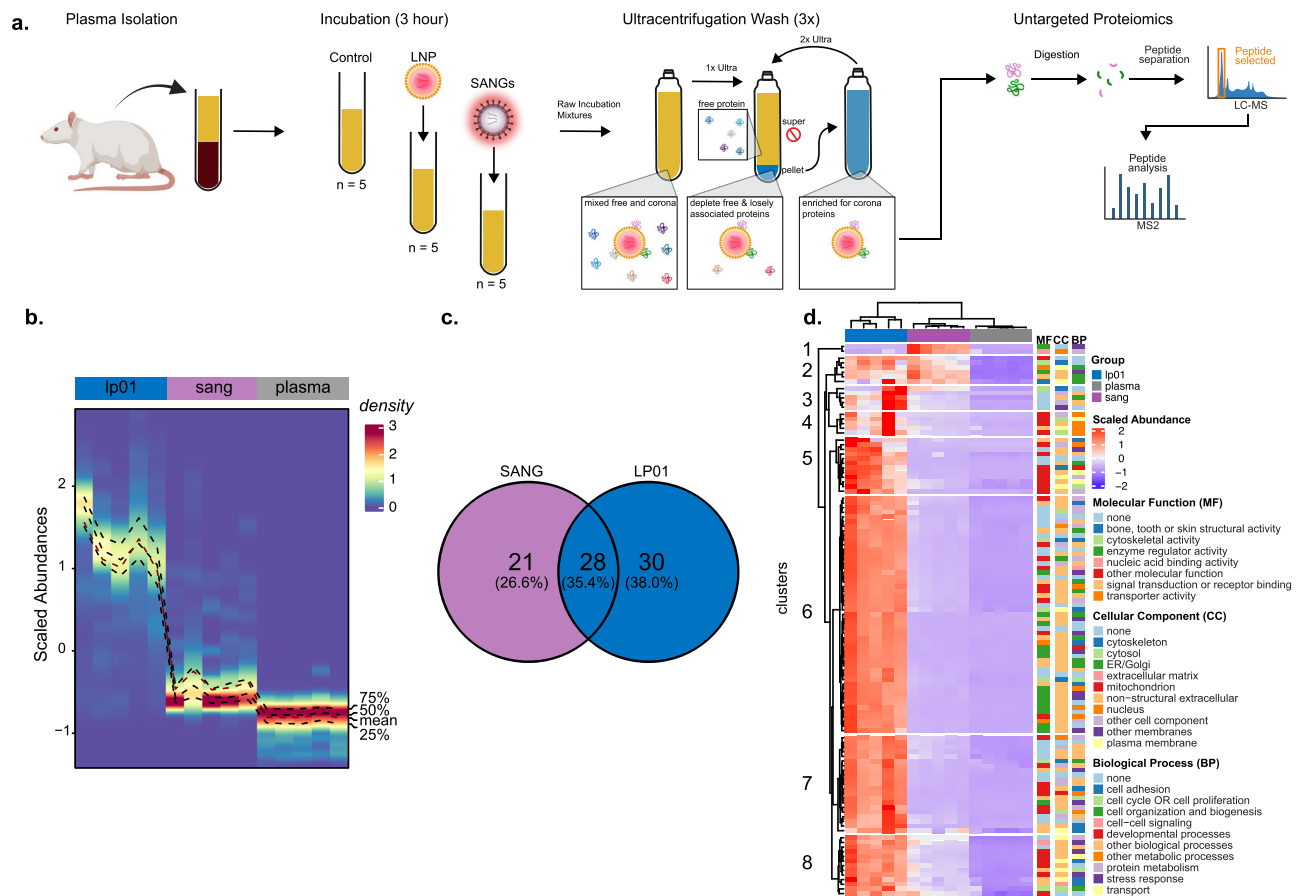 a.
Plasma Isolation
Incubation (3 hour)
Ultracentrifugation Wash (3x)
Untargeted Proteomics
Control
LNP
SANGs
n = 5
n = 5
n = 5
Raw Incubation
Mixtures
1x Ultra
2x Ultra
free protein
super
pellet
mixed free and corona
deplete free & losely
associated proteins
enriched for corona
proteins
Digestion
Peptide
separation
Peptide
selected
LC-MS
Peptide
analysis
MS2
b.
lp01
sang
plasma
density
3
2
1
0
Scaled Abundances
2
1
0
−1
75%
50%
mean
25%
c.
SANG
LP01
21
(26.6%)
28
(35.4%)
30
(38.0%)
d.
clusters
1
2
3
4
5
6
7
8
MF
CC
BP
Group
lp01
plasma
sang
Scaled Abundance
2
1
0
−1
−2
Molecular Function (MF)
none
bone, tooth or skin structural activity
cytoskeletal activity
enzyme regulator activity
nucleic acid binding activity
other molecular function
signal transduction or receptor binding
transporter activity
Cellular Component (CC)
none
cytoskeleton
cytosol
ER/Golgi
extracellular matrix
mitochondrion
non−structural extracellular
nucleus
other cell component
other membranes
plasma membrane
Biological Process (BP)
none
cell adhesion
cell cycle OR cell proliferation
cell organization and biogenesis
cell−cell signaling
developmental processes
other biological processes
other metabolic processes
protein metabolism
stress response
transport